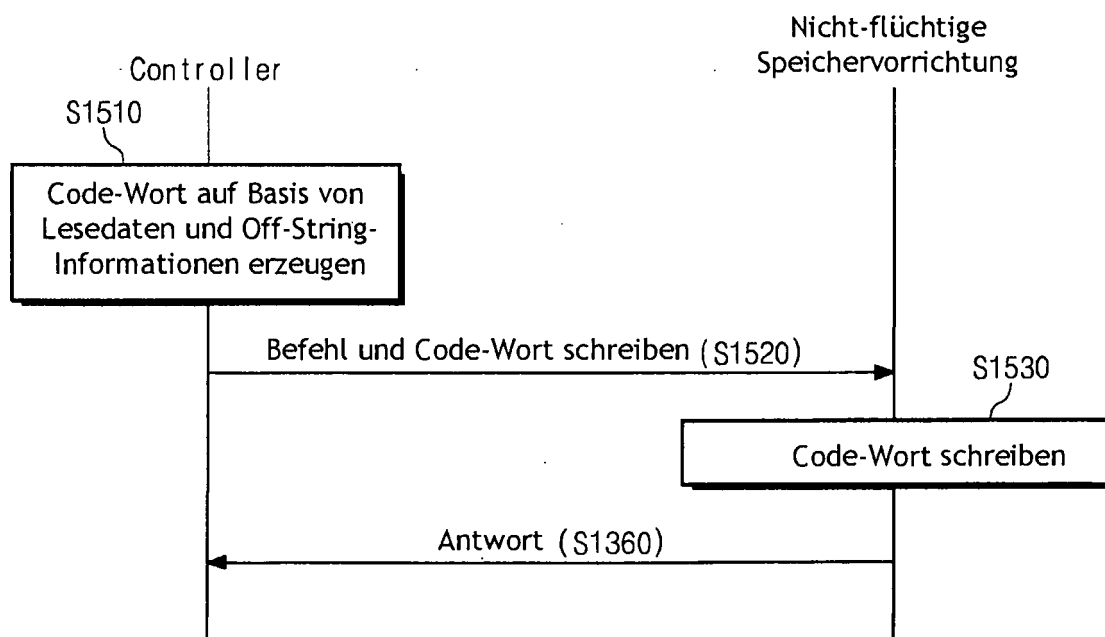 Controller
Nicht-flüchtige
Speichervorrichtung
S1510
Code-Wort auf Basis von
Lesedaten und Off-String-
Informationen erzeugen
Befehl und Code-Wort schreiben (S1520)
S1530
Code-Wort schreiben
Antwort (S1360)